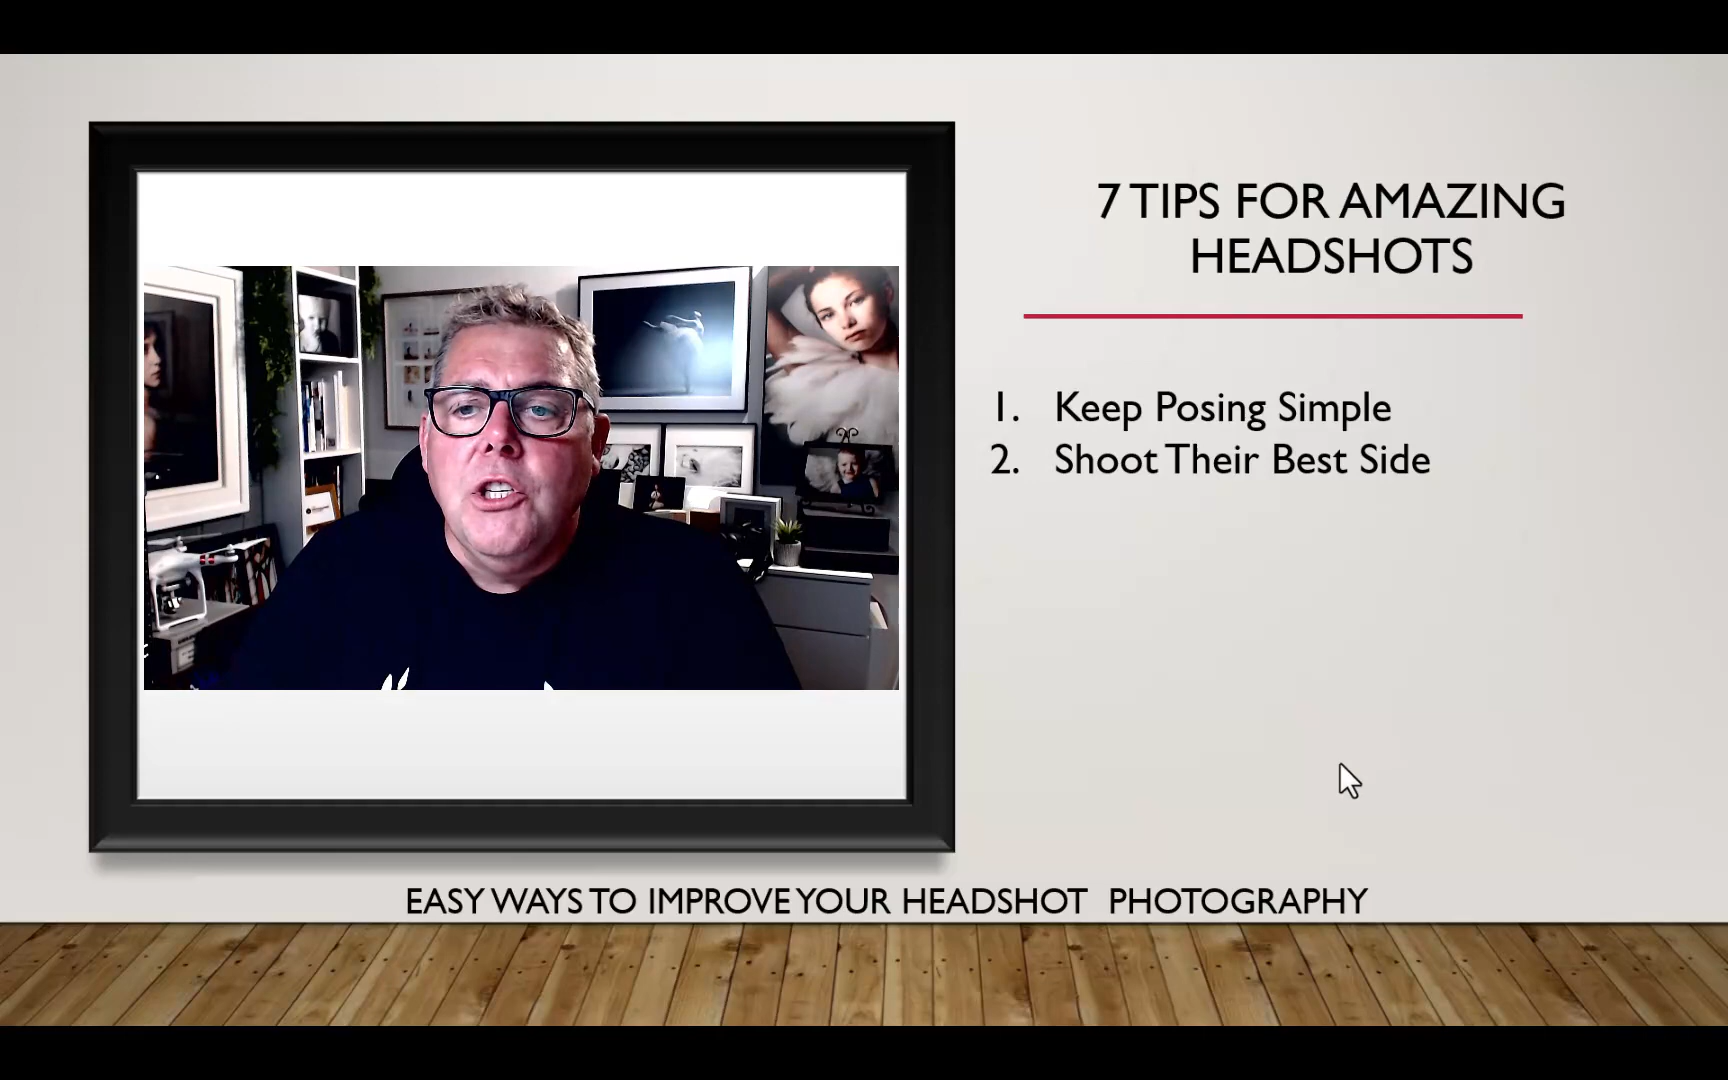 7 TIPS FOR AMAZING
HEADSHOTS
1. Keep Posing Simple
2. Shoot Their Best Side
EASY WAYS TO IMPROVE YOUR HEADSHOT PHOTOGRAPHY